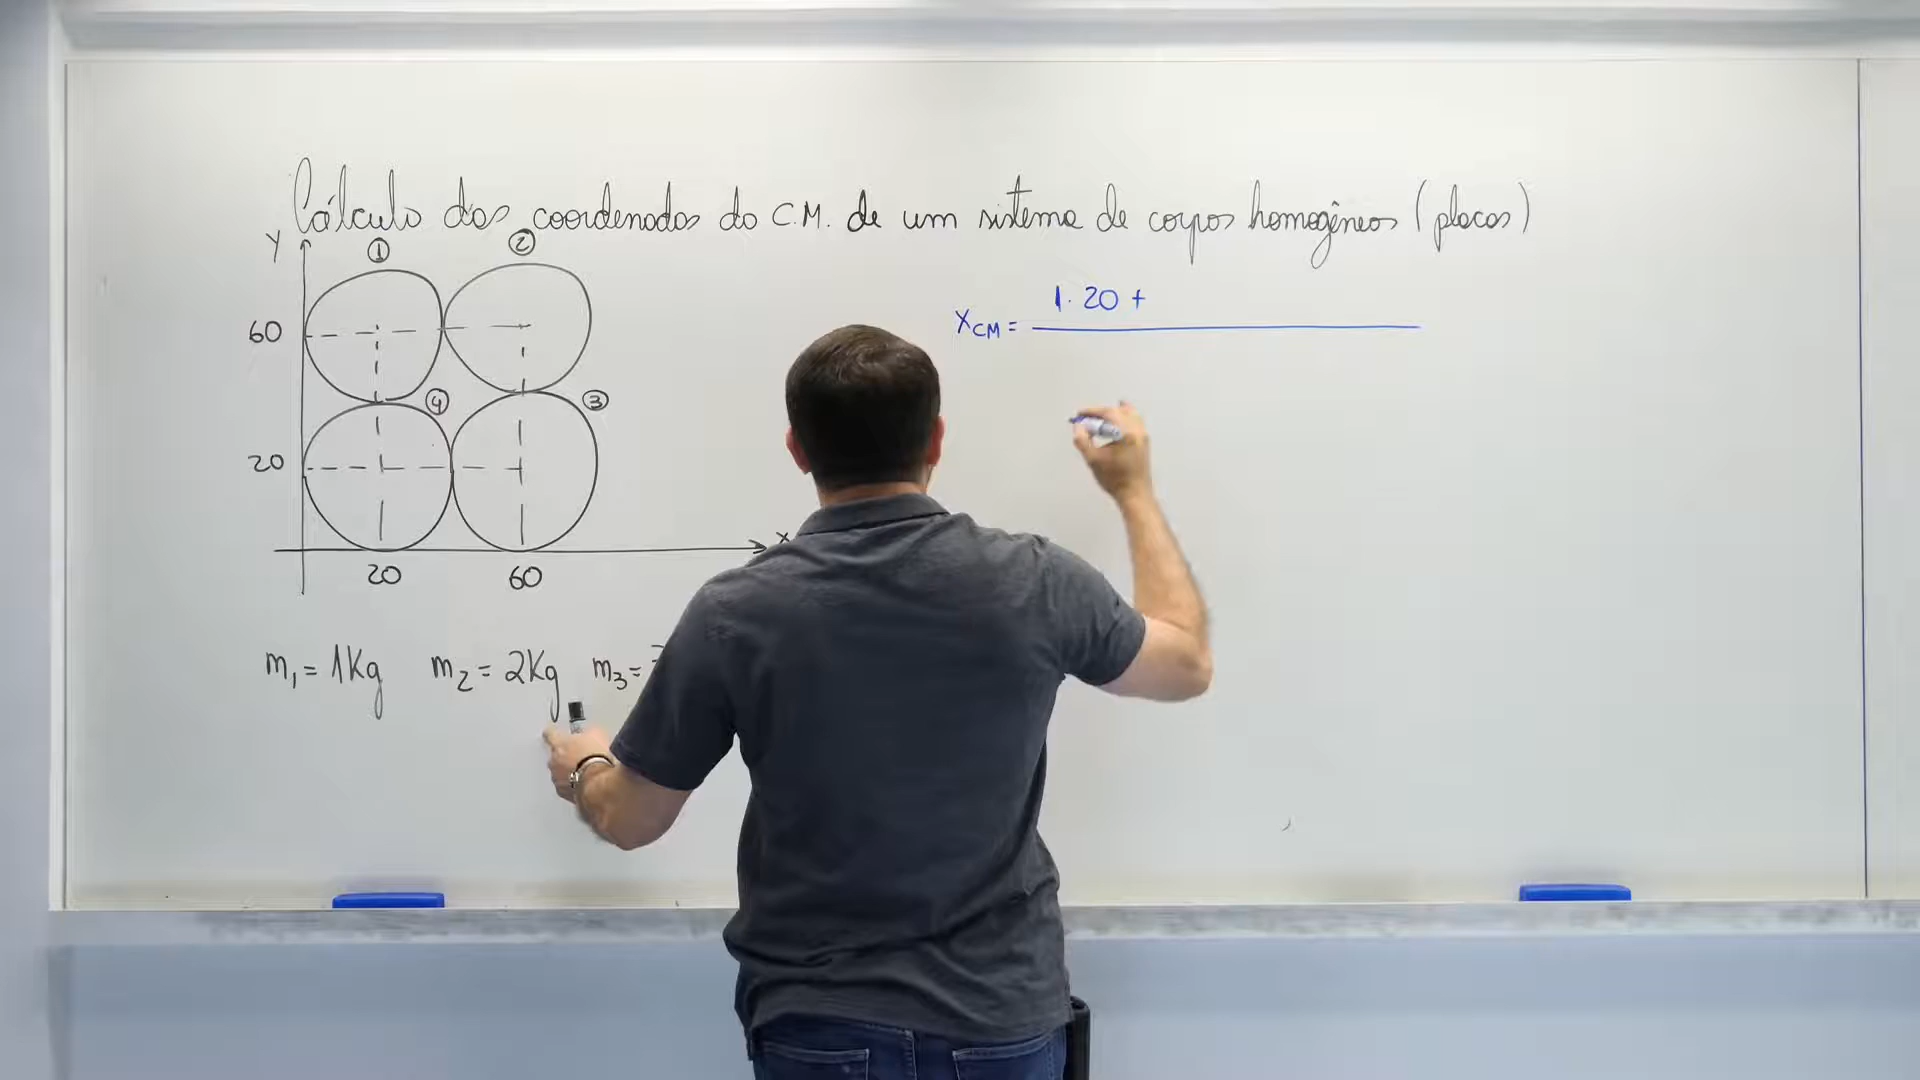 Cálculo das coordenadas do C.M. de um sistema de corpos homogêneos (placas)
Y
1
2
60
4
3
20
x
20
60
m₁ = 1Kg m₂ = 2Kg m₃ =
x_CM = 1 · 20 +